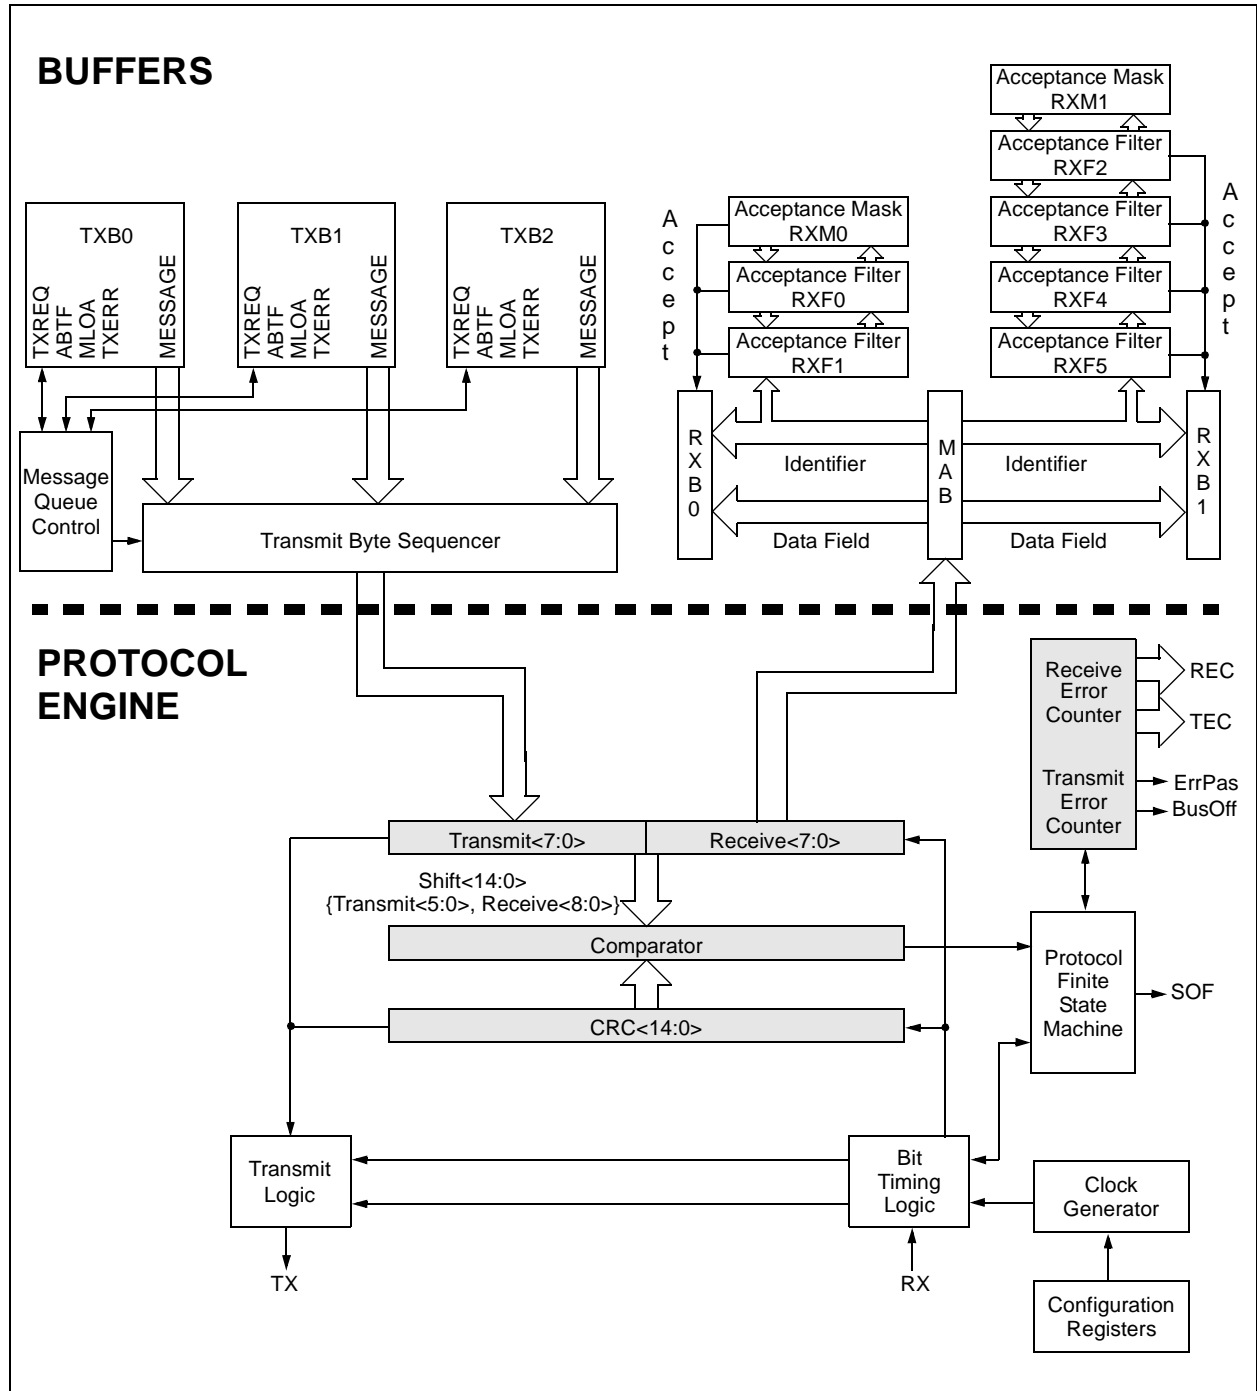 BUFFERS
TXB0
TXREQ
ABTF
MLOA
TXERR
MESSAGE
TXB1
TXREQ
ABTF
MLOA
TXERR
MESSAGE
TXB2
TXREQ
ABTF
MLOA
TXERR
MESSAGE
Message
Queue
Control
Transmit Byte Sequencer
Accept
Acceptance Mask
RXM0
Acceptance Filter
RXF0
Acceptance Filter
RXF1
Acceptance Mask
RXM1
Acceptance Filter
RXF2
Acceptance Filter
RXF3
Acceptance Filter
RXF4
Acceptance Filter
RXF5
Accept
RXB0
Identifier
Data Field
MAB
Identifier
Data Field
RXB1
PROTOCOL
ENGINE
Receive
Error
Counter
REC
TEC
Transmit
Error
Counter
ErrPas
BusOff
Transmit<7:0>
Receive<7:0>
Shift<14:0>
{Transmit<5:0>, Receive<8:0>}
Comparator
CRC<14:0>
Protocol
Finite
State
Machine
SOF
Transmit
Logic
Bit
Timing
Logic
Clock
Generator
TX
RX
Configuration
Registers